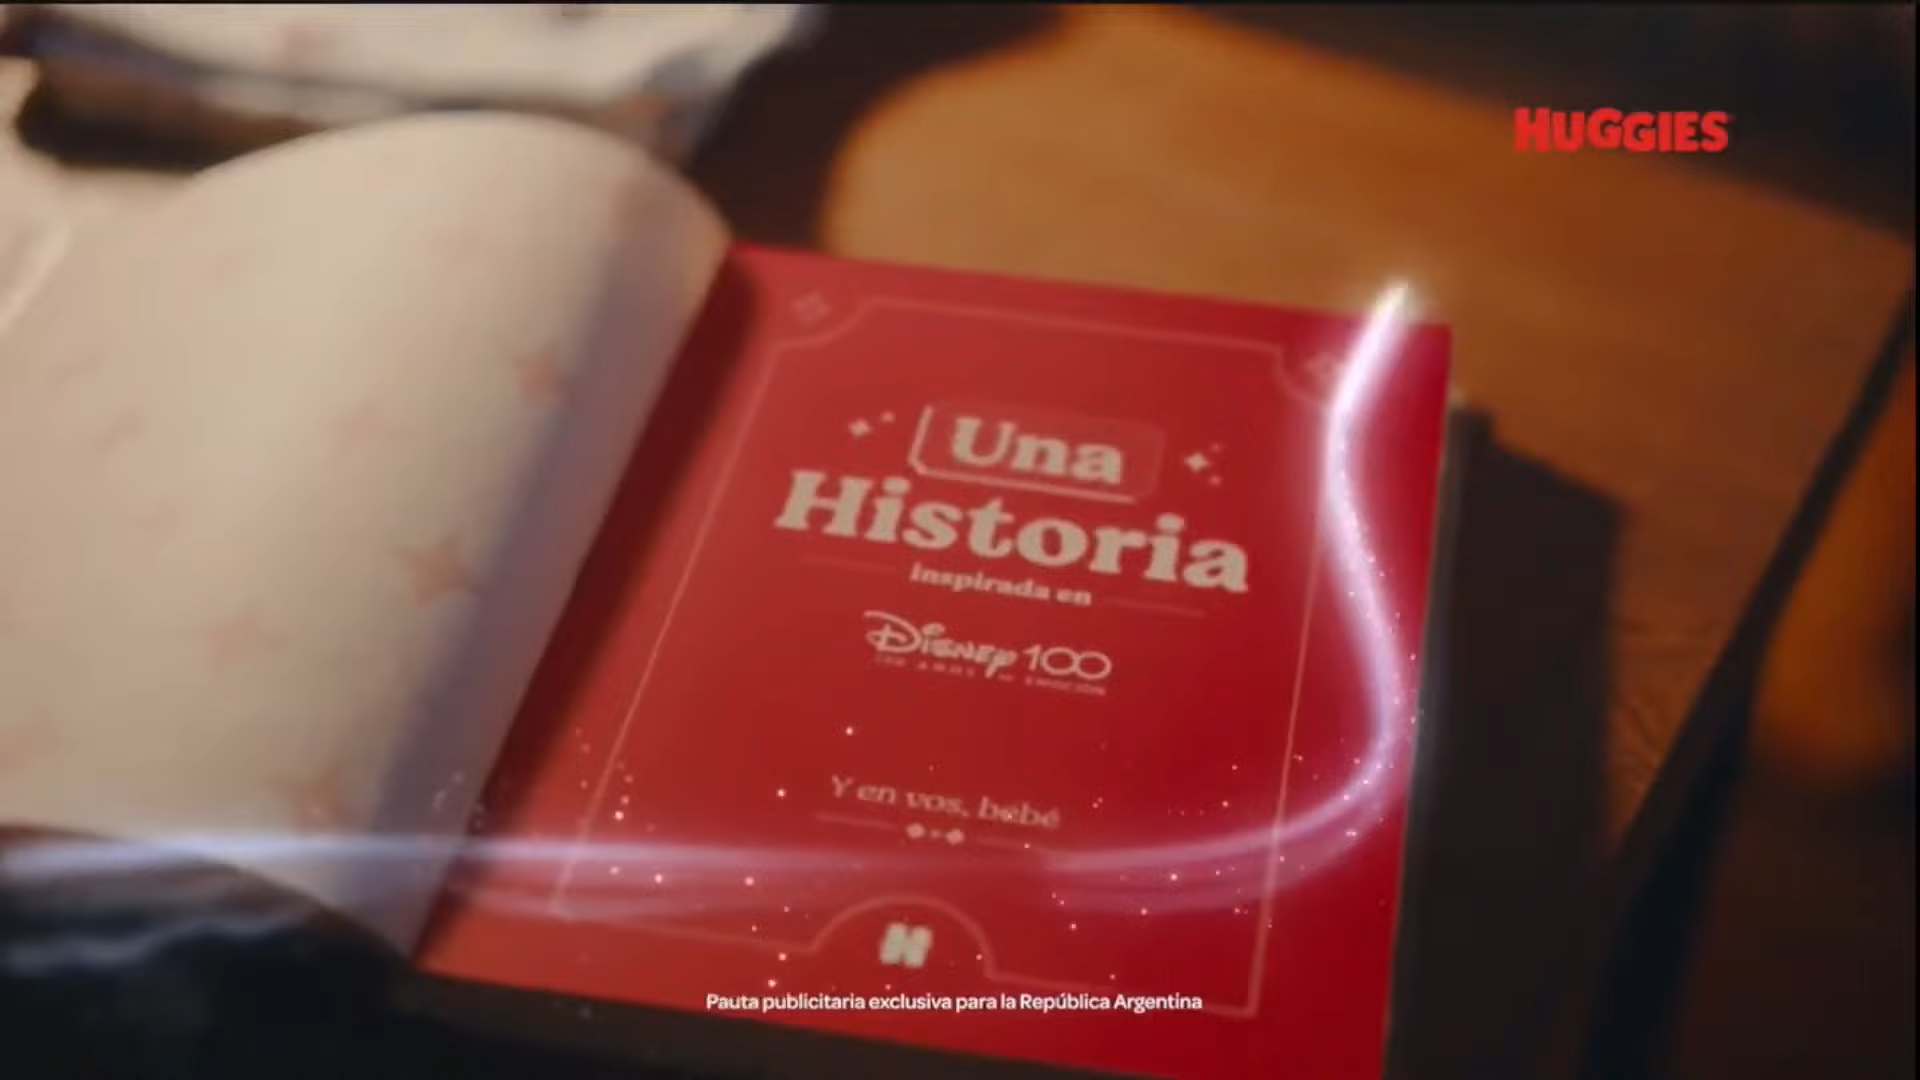 HUGGIES
Una
Historia
inspirada en
Disney 100
Y en vos, bebé
H
Pauta publicitaria exclusiva para la República Argentina